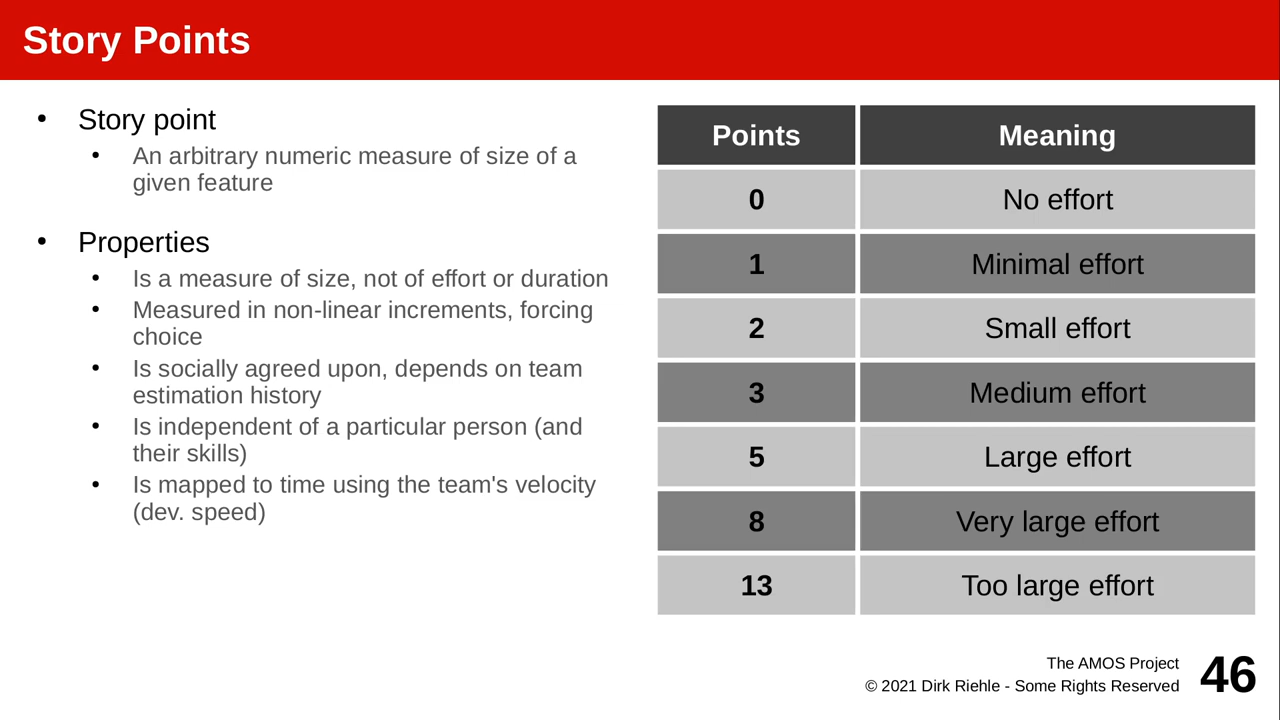 Story Points
• Story point
• An arbitrary numeric measure of size of a
given feature
• Properties
• Is a measure of size, not of effort or duration
• Measured in non-linear increments, forcing
choice
• Is socially agreed upon, depends on team
estimation history
• Is independent of a particular person (and
their skills)
• Is mapped to time using the team's velocity
(dev. speed)
Points Meaning
0 No effort
1 Minimal effort
2 Small effort
3 Medium effort
5 Large effort
8 Very large effort
13 Too large effort
The AMOS Project
© 2021 Dirk Riehle - Some Rights Reserved
46